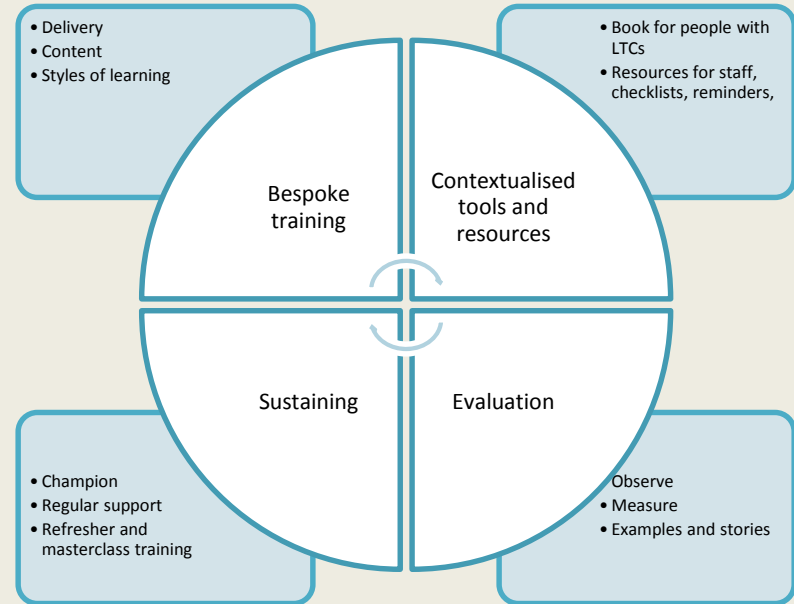 • Delivery
• Content
• Styles of learning
• Book for people with
LTCs
• Resources for staff,
checklists, reminders,
Bespoke
training
Contextualised
tools and
resources
Sustaining
Evaluation
• Champion
• Regular support
• Refresher and
masterclass training
Observe
• Measure
• Examples and stories